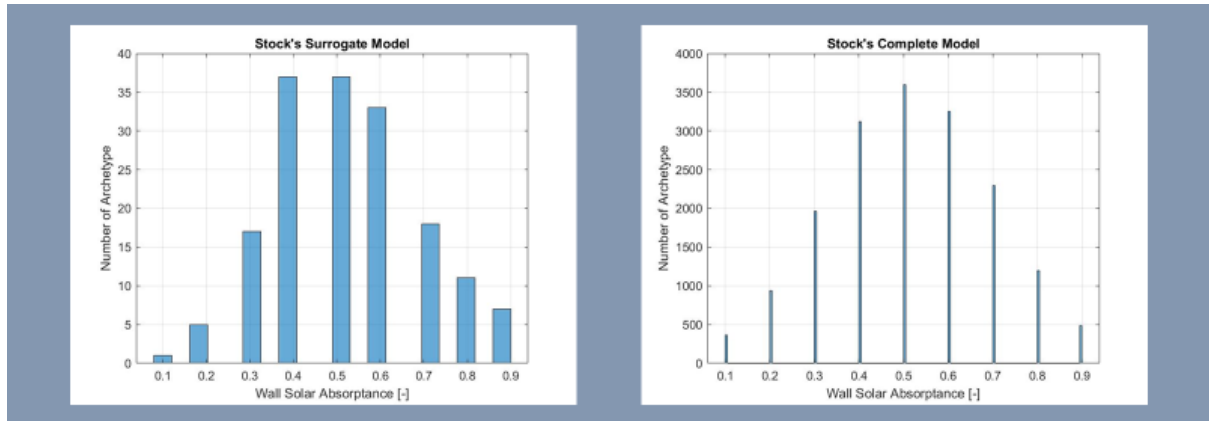 Stock's Surrogate Model
40
35
30
25
20
15
10
5
0
Number of Archetype
0.1 0.2 0.3 0.4 0.5 0.6 0.7 0.8 0.9
Wall Solar Absorptance [-]
Stock's Complete Model
4000
3500
3000
2500
2000
1500
1000
500
0
Number of Archetype
0.1 0.2 0.3 0.4 0.5 0.6 0.7 0.8 0.9
Wall Solar Absorptance [-]